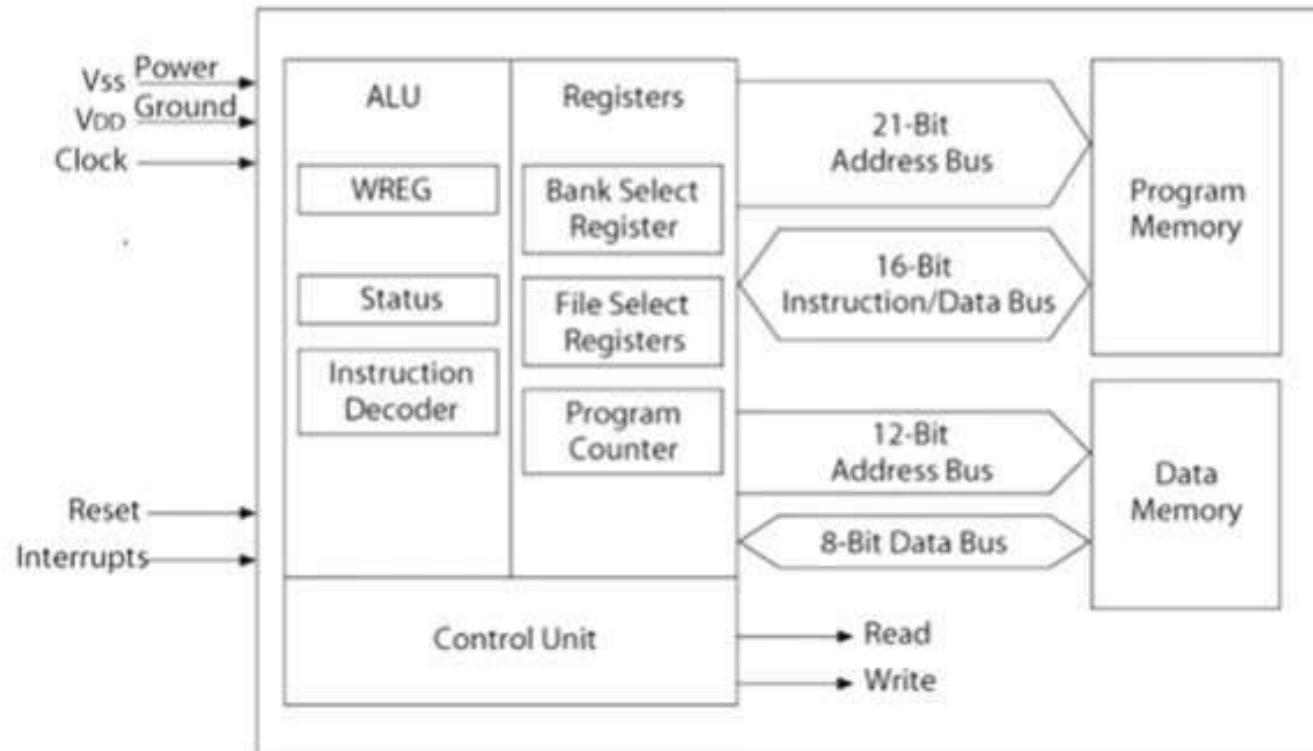 Vss Power
VDD Ground
Clock
Reset
Interrupts
ALU
WREG
Status
Instruction
Decoder
Registers
Bank Select
Register
File Select
Registers
Program
Counter
Control Unit
21-Bit
Address Bus
16-Bit
Instruction/Data Bus
12-Bit
Address Bus
8-Bit Data Bus
Read
Write
Program
Memory
Data
Memory